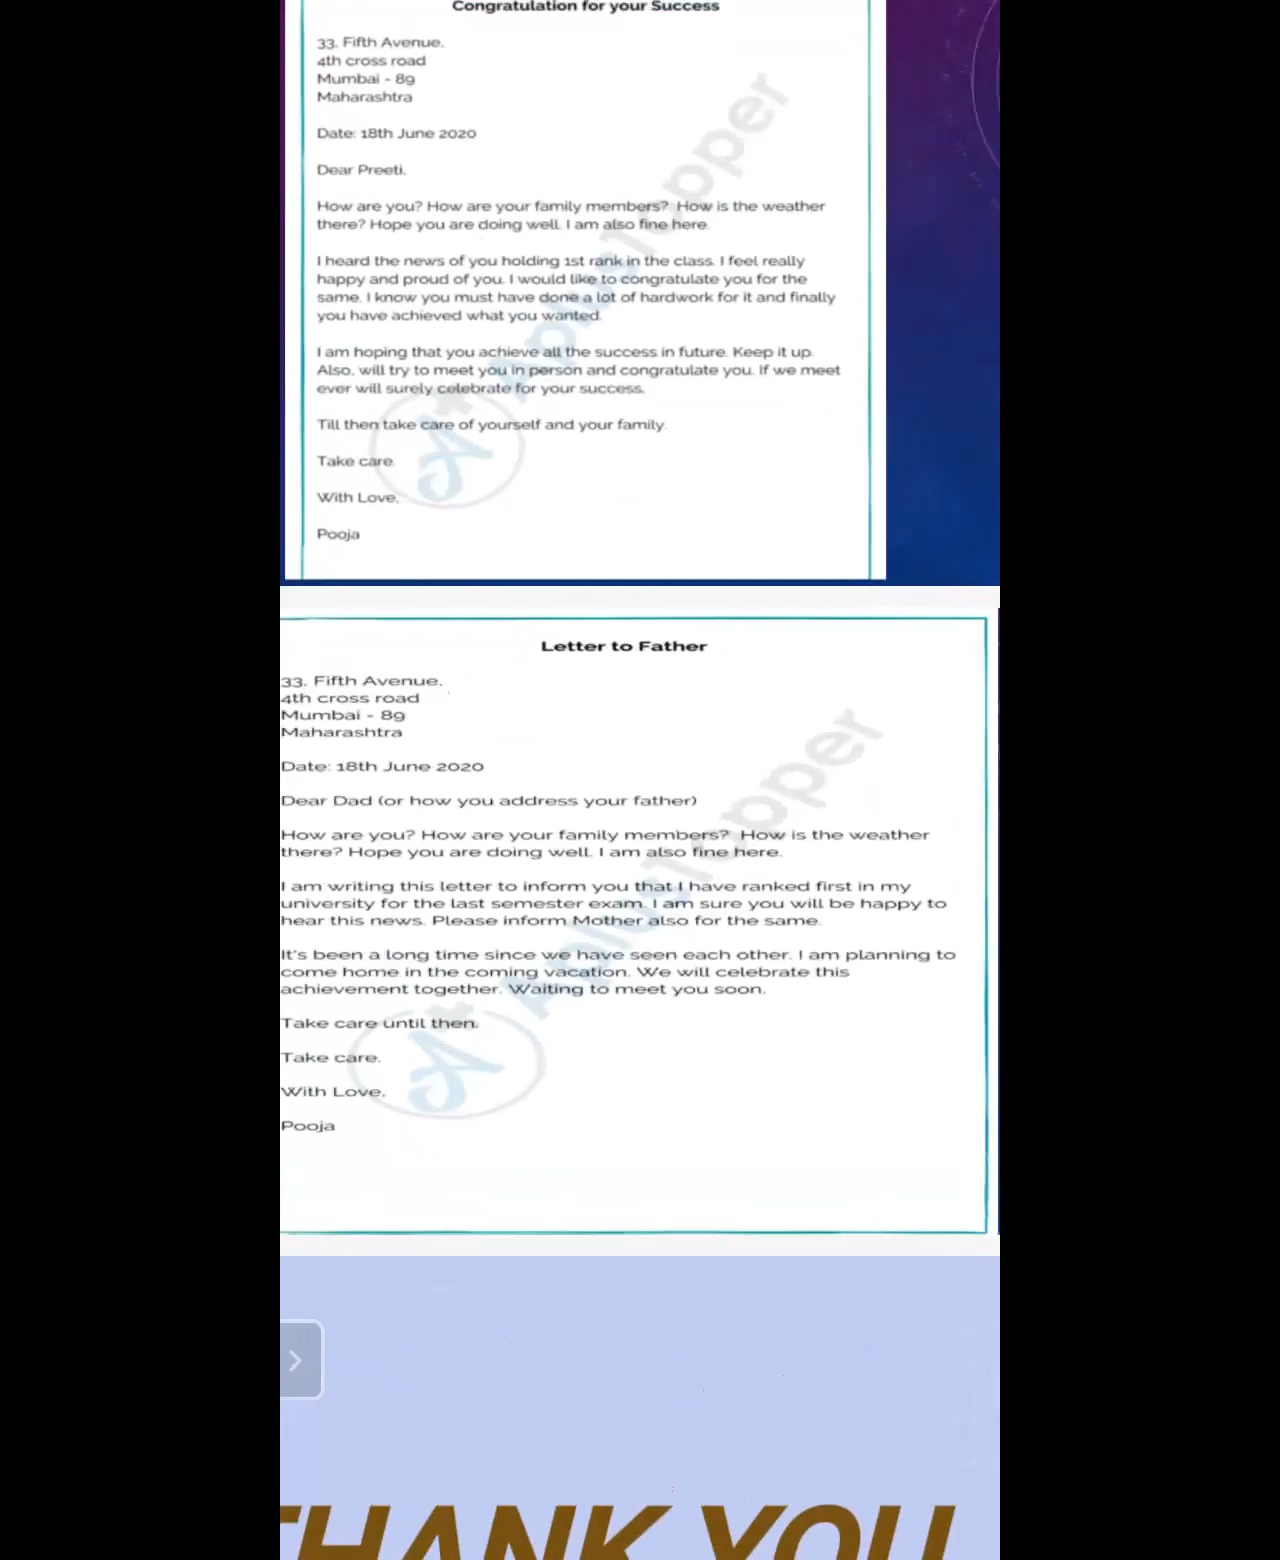 Congratulation for your Success
33, Fifth Avenue,
4th cross road
Mumbai - 89
Maharashtra
Date: 18th June 2020
Dear Preeti,
How are you? How are your family members? How is the weather
there? Hope you are doing well. I am also fine here.
I heard the news of you holding 1st rank in the class. I feel really
happy and proud of you. I would like to congratulate you for the
same. I know you must have done a lot of hardwork for it and finally
you have achieved what you wanted.
I am hoping that you achieve all the success in future. Keep it up.
Also, will try to meet you in person and congratulate you. If we meet
ever will surely celebrate for your success.
Till then take care of yourself and your family.
Take care.
With Love,
Pooja
AplusTopper
A+
Letter to Father
33, Fifth Avenue,
4th cross road
Mumbai - 89
Maharashtra
Date: 18th June 2020
Dear Dad (or how you address your father)
How are you? How are your family members? How is the weather
there? Hope you are doing well. I am also fine here.
I am writing this letter to inform you that I have ranked first in my
university for the last semester exam. I am sure you will be happy to
hear this news. Please inform Mother also for the same.
It's been a long time since we have seen each other. I am planning to
come home in the coming vacation. We will celebrate this
achievement together. Waiting to meet you soon.
Take care until then.
Take care.
With Love,
Pooja
AplusTopper
A+
THANK YOU